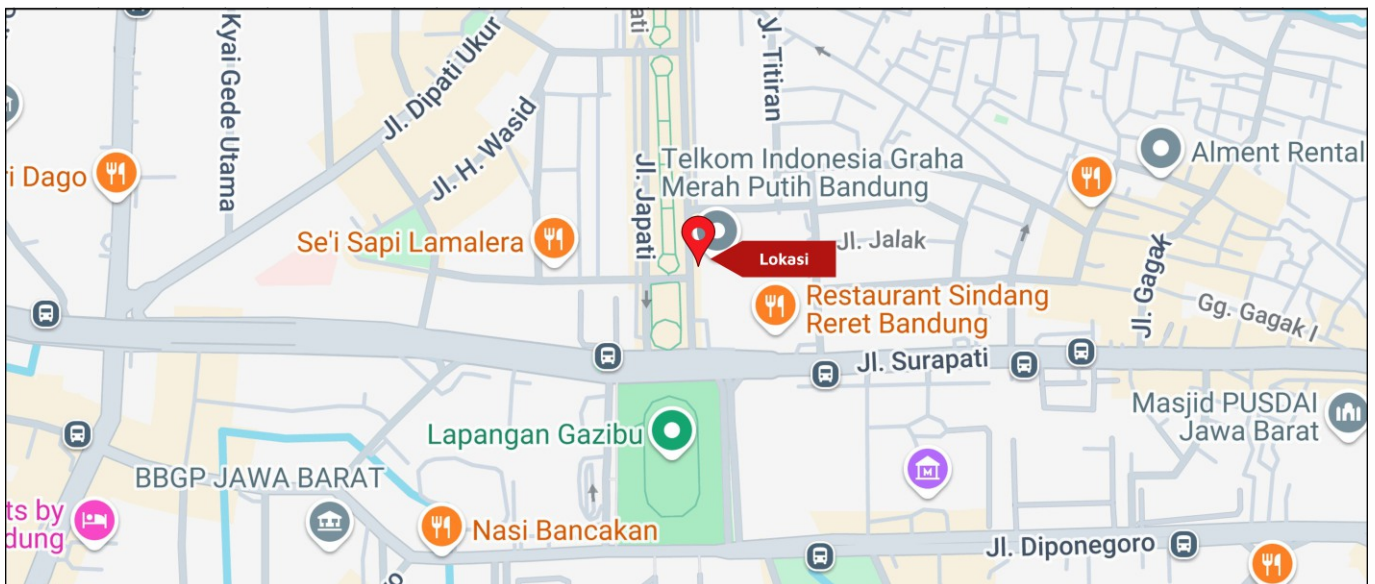 ati
Kyai Gede Utama
Jl. Dipati Ukur
Jl. H. Wasid
Jl. Titiran
Jl. Japati
Telkom Indonesia Graha
Merah Putih Bandung
Alment Rental
ri Dago
Se'i Sapi Lamalera
Jl. Jalak
Lokasi
Restaurant Sindang
Reret Bandung
Jl. Gagak
Gg. Gagak I
Jl. Surapati
Masjid PUSDAI
Jawa Barat
Lapangan Gazibu
M
BBGP JAWA BARAT
ts by
dung
Nasi Bancakan
Jl. Diponegoro